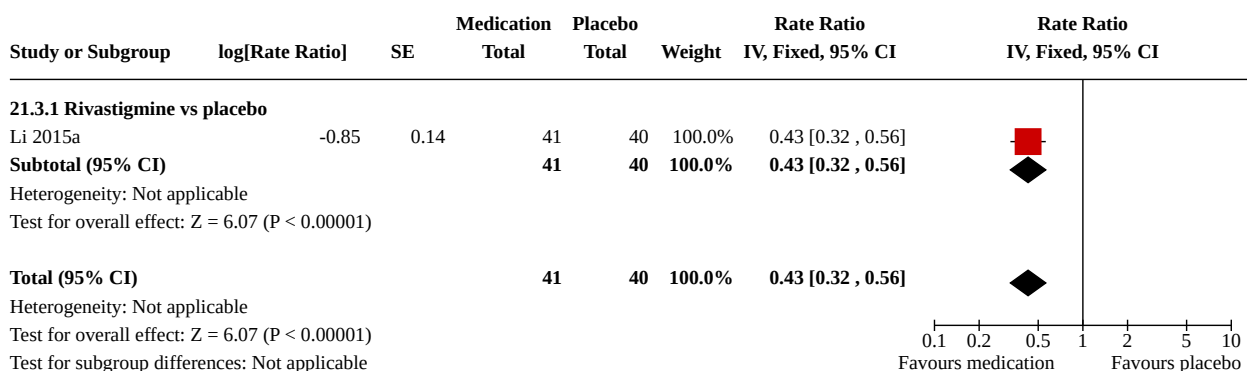 Medication Placebo Rate Ratio Rate Ratio
Study or Subgroup log[Rate Ratio] SE Total Total Weight IV, Fixed, 95% CI IV, Fixed, 95% CI
21.3.1 Rivastigmine vs placebo
Li 2015a -0.85 0.14 41 40 100.0% 0.43 [0.32 , 0.56]
Subtotal (95% CI) 41 40 100.0% 0.43 [0.32 , 0.56]
Heterogeneity: Not applicable
Test for overall effect: Z = 6.07 (P < 0.00001)
Total (95% CI) 41 40 100.0% 0.43 [0.32 , 0.56]
Heterogeneity: Not applicable
Test for overall effect: Z = 6.07 (P < 0.00001)
0.1 0.2 0.5 1 2 5 10
Test for subgroup differences: Not applicable Favours medication Favours placebo